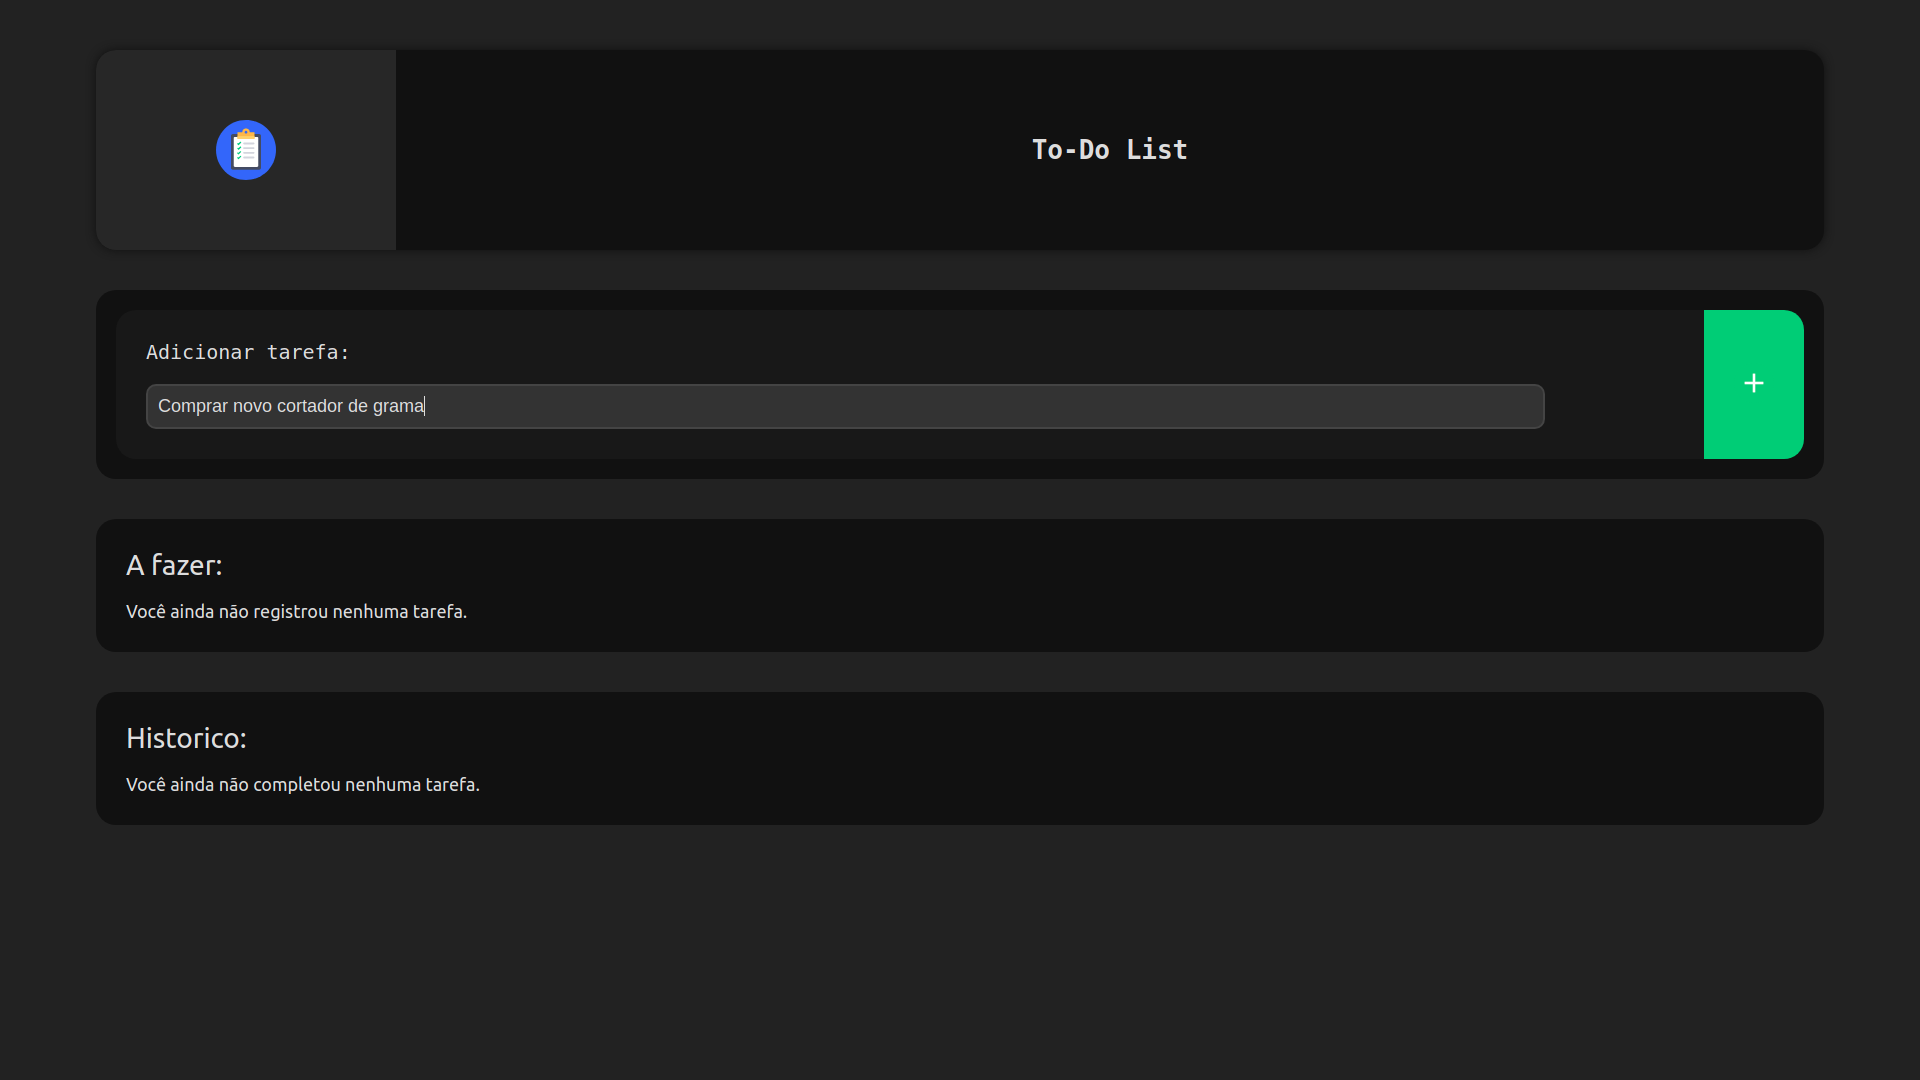 To-Do List
Adicionar tarefa:
Comprar novo cortador de grama
+
A fazer:
Você ainda não registrou nenhuma tarefa.
Historico:
Você ainda não completou nenhuma tarefa.